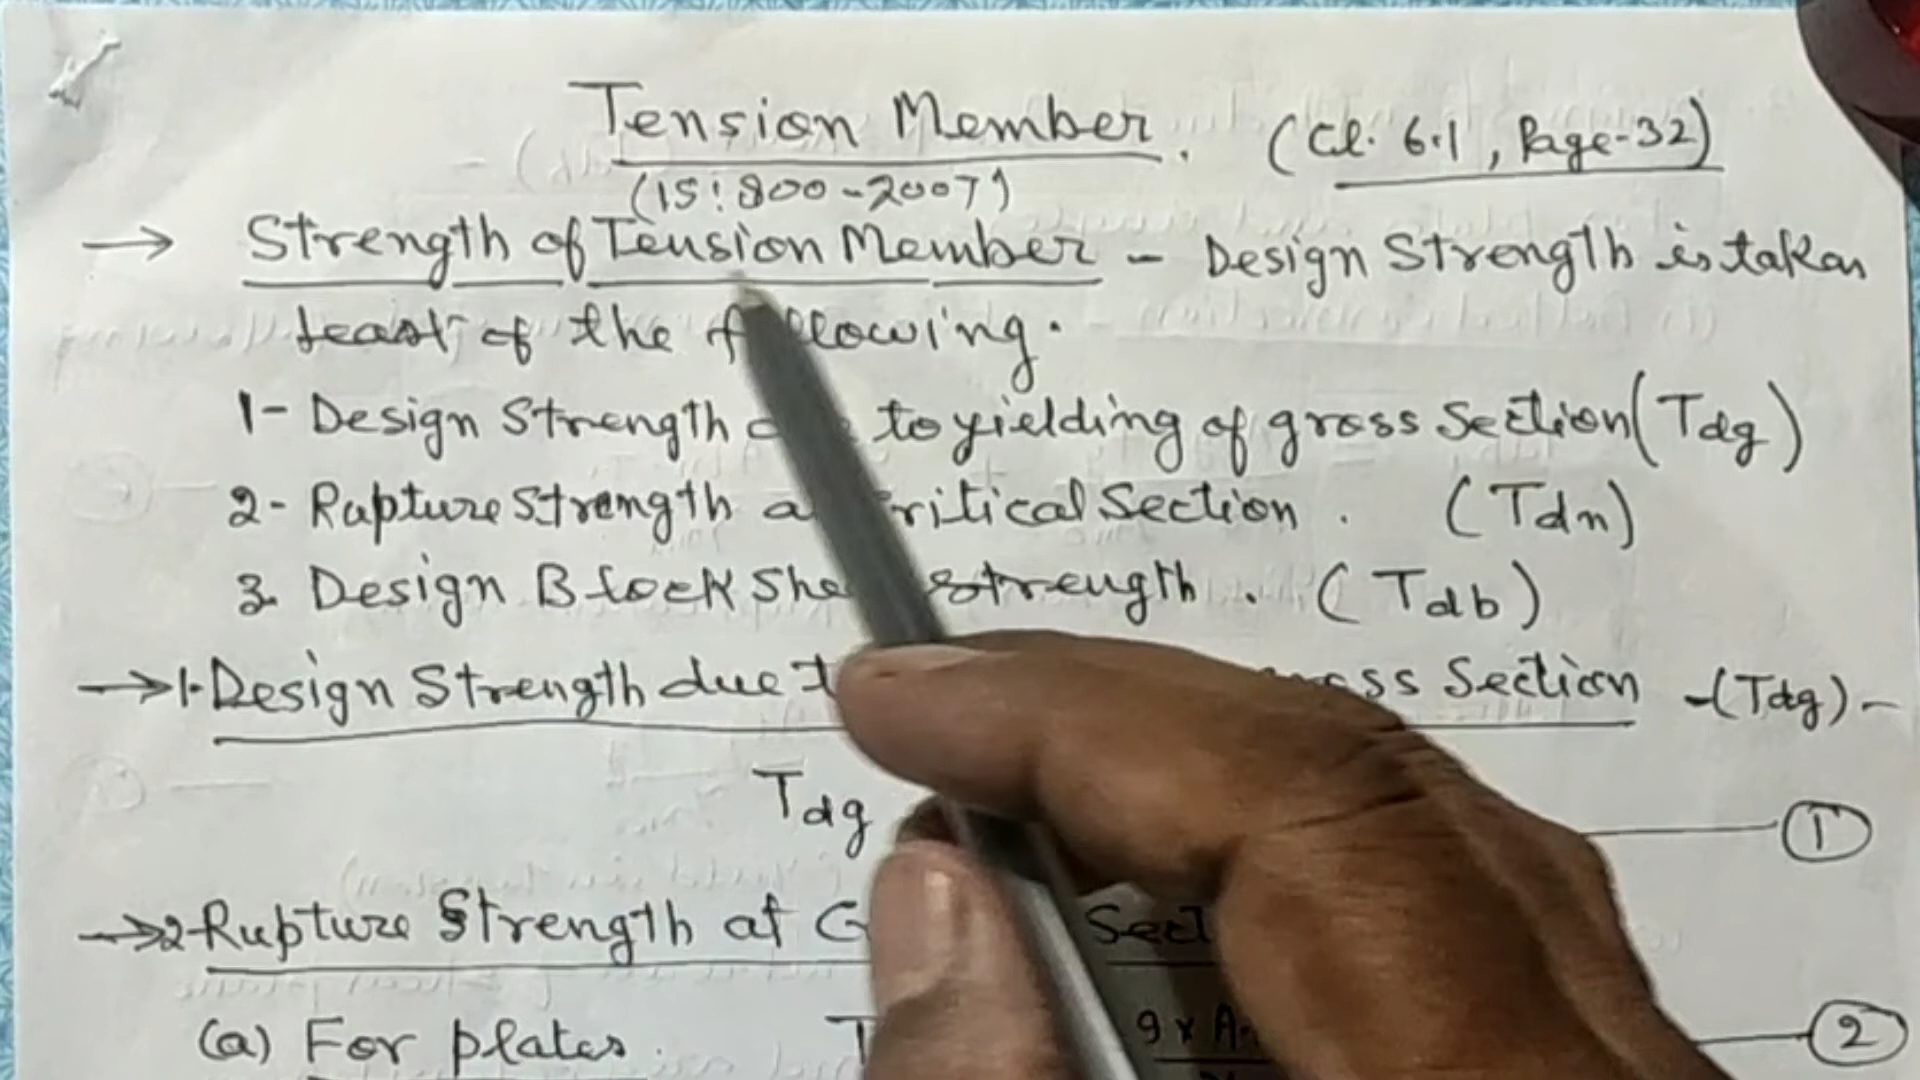 Tension Member. (Cl. 6.1, Page-32)
(IS: 800-2007)
→ Strength of Tension Member - Design Strength is taken
least of the following.
1- Design Strength to yielding of gross Section (Tdg)
2- Rupture Strength Section. (Tdn)
3. Design Block strength. (Tdb)
→ 1. Design Strength due Section -(Tdg)-
Tdg ①
→ 2- Rupture Strength at
(a) For plates. ②